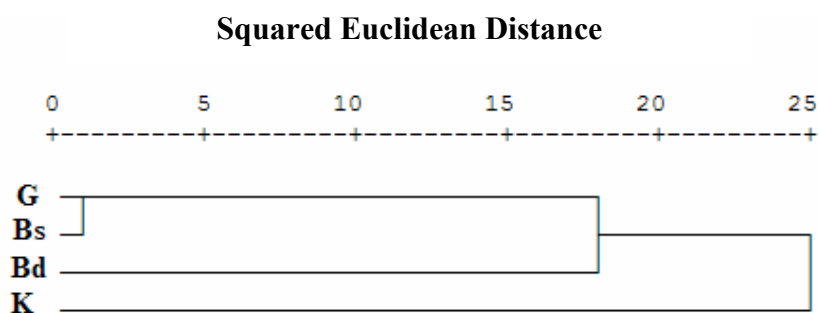 Squared Euclidean Distance
0 5 10 15 20 25
+---------+---------+---------+---------+---------+
G
Bs
Bd
K